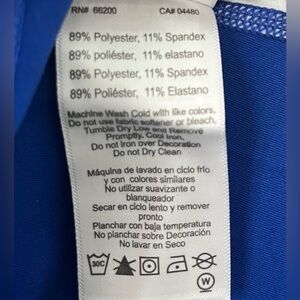 RN# 66200 CA# 04480
89% Polyester, 11% Spandex
89% poliéster, 11% elastano
89% Polyester, 11% Spandex
89% Poliéster, 11% Elastano
Machine Wash Cold with like colors.
Do not use fabric softener or bleach.
Tumble Dry Low and Remove
Promptly. Cool Iron.
Do not Iron over Decoration
Do not Dry Clean
Máquina de lavado en ciclo frío
y con colores similares
No utilizar suavizante o
blanqueador
Secar en ciclo lento y remover
pronto
Planchar con baja temperatura
No planchar sobre Decoración
No lavar en Seco
30C
W